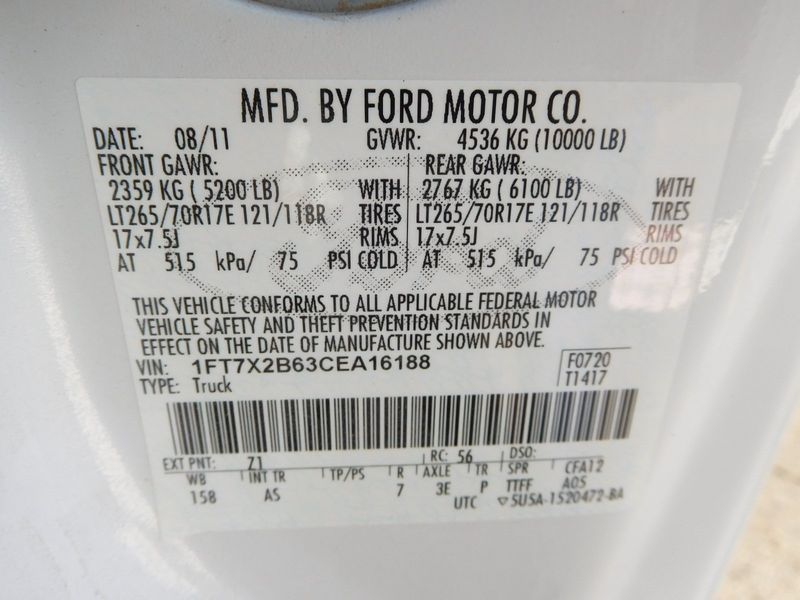 MFD. BY FORD MOTOR CO.
DATE: 08/11 GVWR: 4536 KG (10000 LB)
FRONT GAWR: REAR GAWR:
2359 KG ( 5200 LB) WITH 2767 KG ( 6100 LB) WITH
LT265/70R17E 121/118R TIRES LT265/70R17E 121/118R TIRES
17x7.5J RIMS 17x7.5J RIMS
AT 515 kPa/ 75 PSI COLD AT 515 kPa/ 75 PSI COLD
THIS VEHICLE CONFORMS TO ALL APPLICABLE FEDERAL MOTOR
VEHICLE SAFETY AND THEFT PREVENTION STANDARDS IN
EFFECT ON THE DATE OF MANUFACTURE SHOWN ABOVE.
VIN: 1FT7X2B63CEA16188 F0720
TYPE: Truck T1417
EXT PNT: Z1 RC: 56 DSO:
WB INT TR TP/PS R AXLE TR SPR CFA12
158 AS 7 3E P TTFF AOS
UTC ▽SUSA-1520472-BA